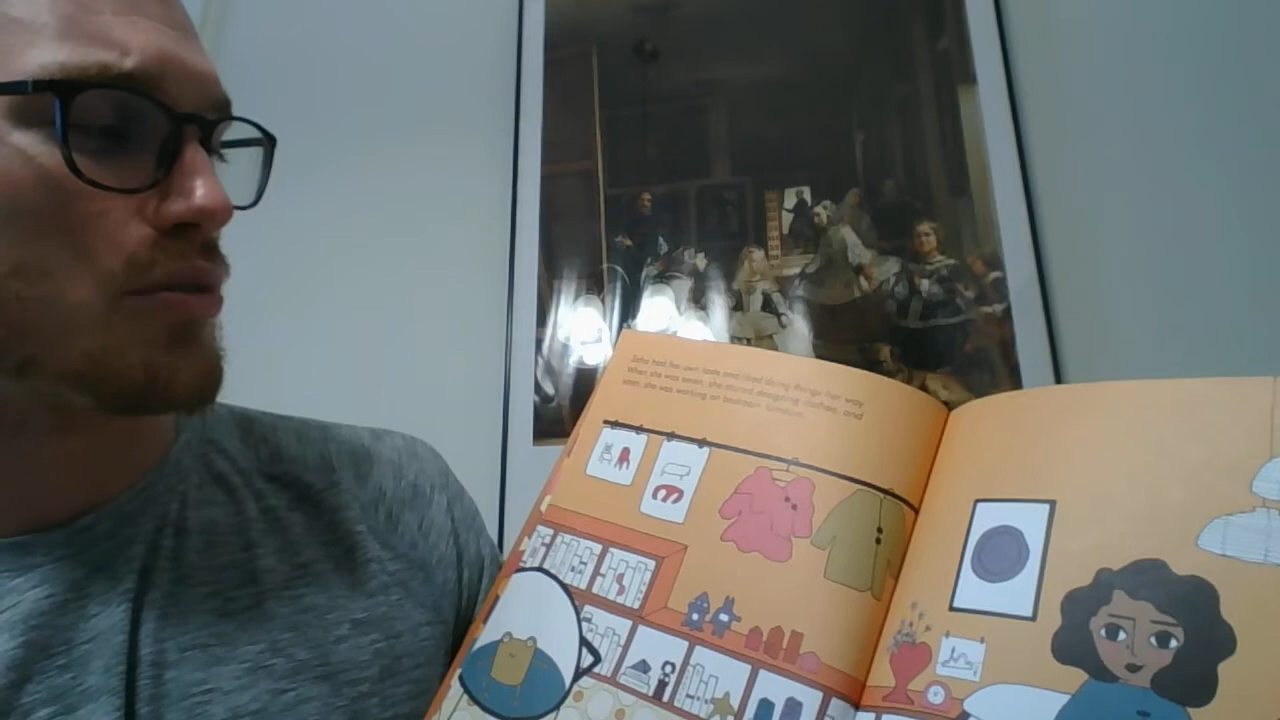 Zaha had her own taste and liked doing things her way.
When she was seven, she started designing clothes, and
soon, she was working on bedroom furniture.